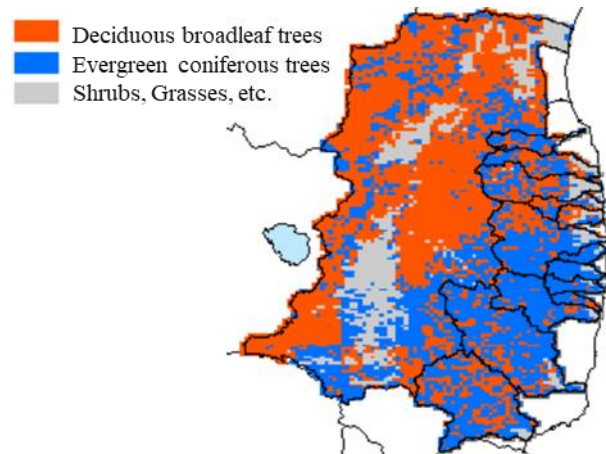 Deciduous broadleaf trees
Evergreen coniferous trees
Shrubs, Grasses, etc.